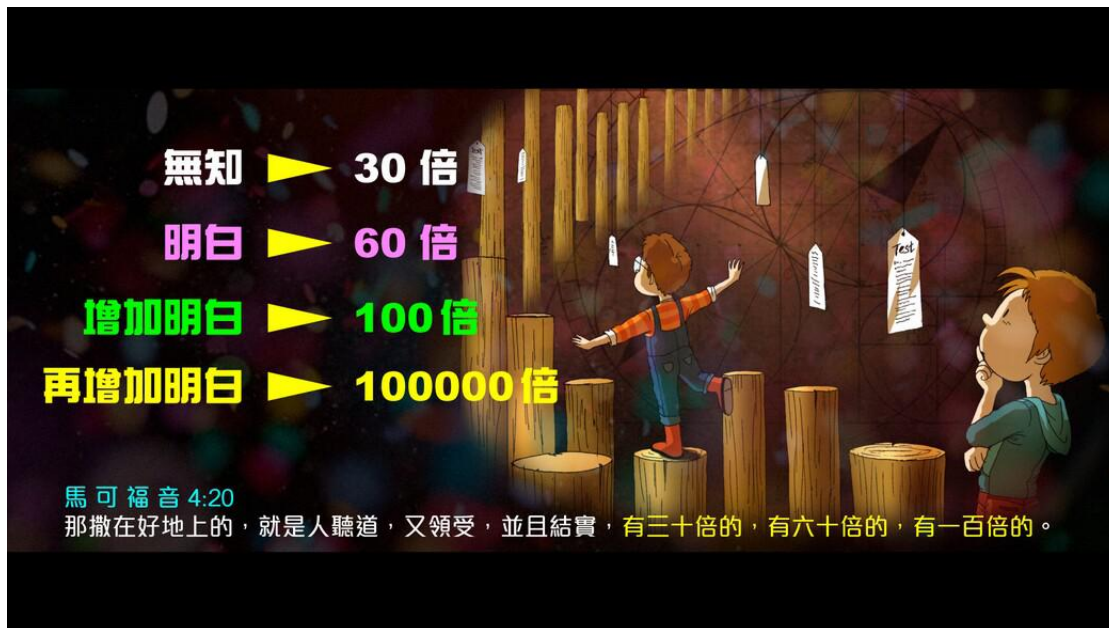 無知 ▶ 30 倍
明白 ▶ 60 倍
增加明白 ▶ 100 倍
再增加明白 ▶ 100000 倍
Test
馬可福音 4:20
那撒在好地上的，就是人聽道，又領受，並且結實，有三十倍的，有六十倍的，有一百倍的。